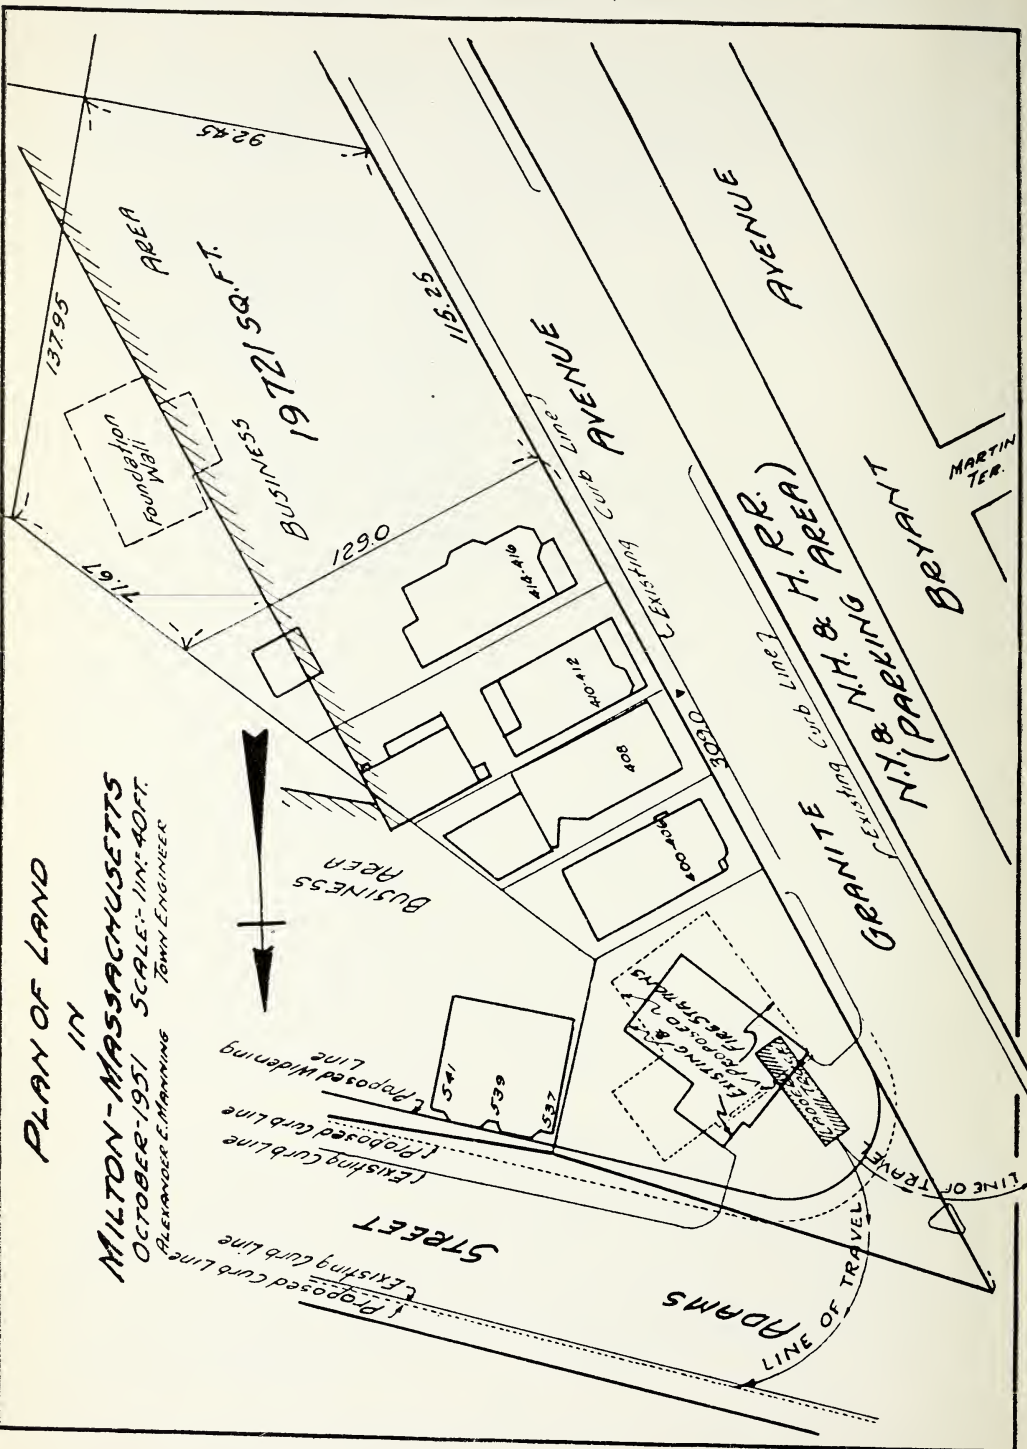 PLAN OF LAND
IN
MILTON-MASSACHUSETTS
OCTOBER-1951 SCALE:-1IN.=40FT.
ALEXANDER E. MANNING TOWN ENGINEER
92.45
137.95
AREA
BUSINESS
19721 SQ.FT.
Foundation
Wall
71.67
129.0
115.25
414-416
410-412
408
400-406
309.0
Existing Curb Line
GRANITE AVENUE
Existing Curb Line
N.Y. & N.H. & H. RR.
(PARKING AREA)
BRYANT AVENUE
MARTIN
TER.
BUSINESS
AREA
541
539
537
Proposed Widening
Line
Proposed Curb Line
Existing Curb Line
ADAMS STREET
Existing Curb Line
Proposed Curb Line
EXISTING &
PROPOSED
FIRE STATIONS
LADDER
LINE OF TRAVEL
LINE OF TRAVEL